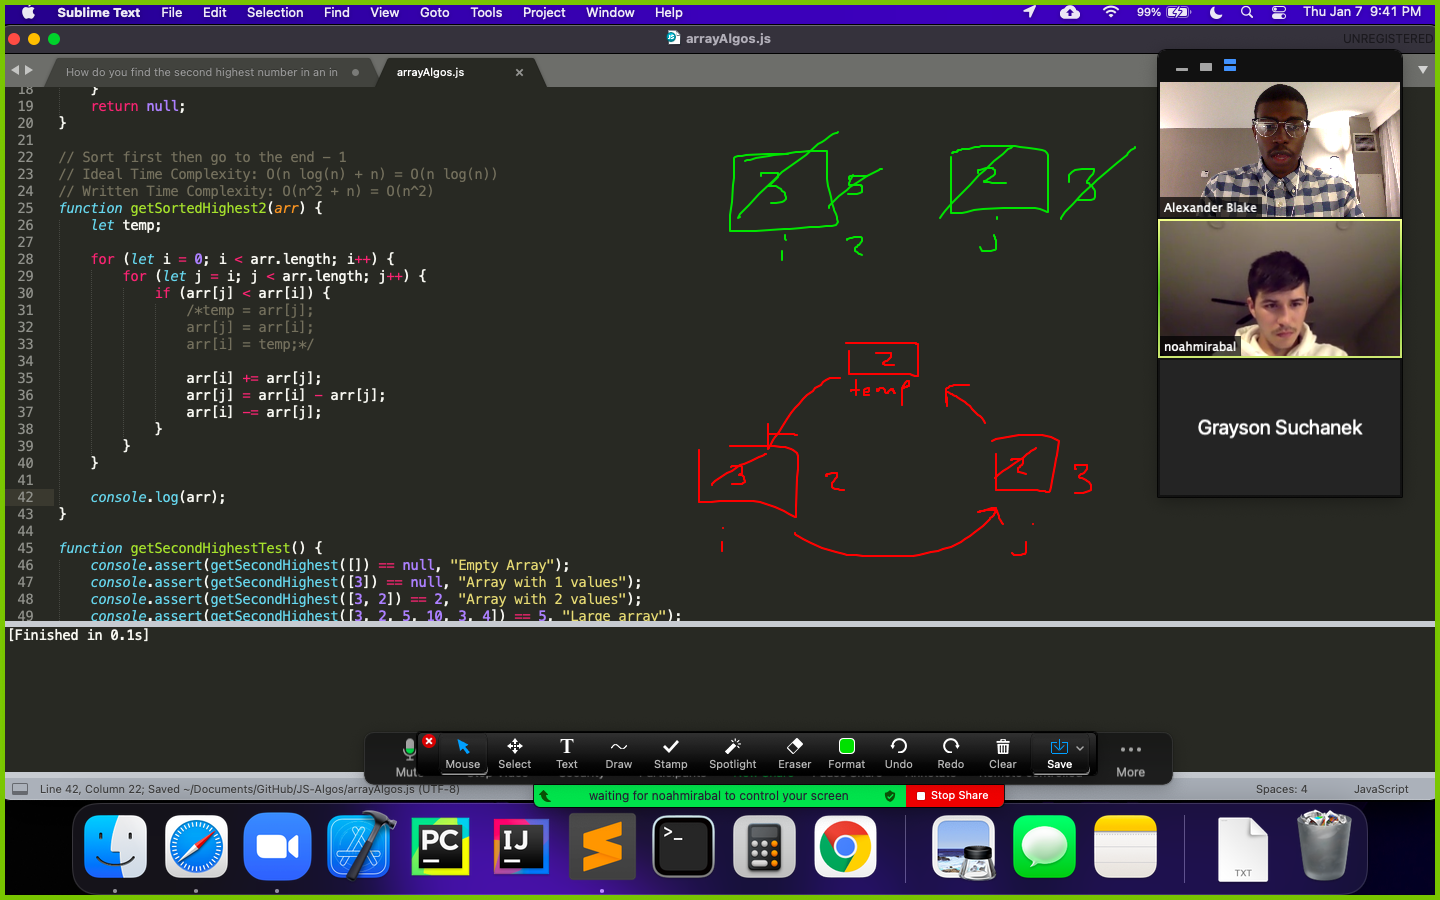 Sublime Text File Edit Selection Find View Goto Tools Project Window Help 99% Thu Jan 7 9:41 PM
arrayAlgos.js UNREGISTERED
How do you find the second highest number in an in arrayAlgos.js
18 }
19 return null;
20 }
21
22 // Sort first then go to the end - 1
23 // Ideal Time Complexity: O(n log(n) + n) = O(n log(n))
24 // Written Time Complexity: O(n^2 + n) = O(n^2)
25 function getSortedHighest2(arr) {
26 let temp;
27
28 for (let i = 0; i < arr.length; i++) {
29 for (let j = i; j < arr.length; j++) {
30 if (arr[j] < arr[i]) {
31 /*temp = arr[j];
32 arr[j] = arr[i];
33 arr[i] = temp;*/
34
35 arr[i] += arr[j];
36 arr[j] = arr[i] - arr[j];
37 arr[i] -= arr[j];
38 }
39 }
40 }
41
42 console.log(arr);
43 }
44
45 function getSecondHighestTest() {
46 console.assert(getSecondHighest([]) == null, "Empty Array");
47 console.assert(getSecondHighest([3]) == null, "Array with 1 values");
48 console.assert(getSecondHighest([3, 2]) == 2, "Array with 2 values");
49 console.assert(getSecondHighest([3, 2, 5, 10, 3, 4]) == 5, "Large array");
3 5 2 3
i 2 j
2
temp
3 2 2 3
i j
Alexander Blake
noahmirabal
Grayson Suchanek
[Finished in 0.1s]
Mouse Select Text Draw Stamp Spotlight Eraser Format Undo Redo Clear Save More
Line 42, Column 22; Saved ~/Documents/GitHub/JS-Algos/arrayAlgos.js (UTF-8) Spaces: 4 JavaScript
waiting for noahmirabal to control your screen Stop Share
PC IJ >_ TXT